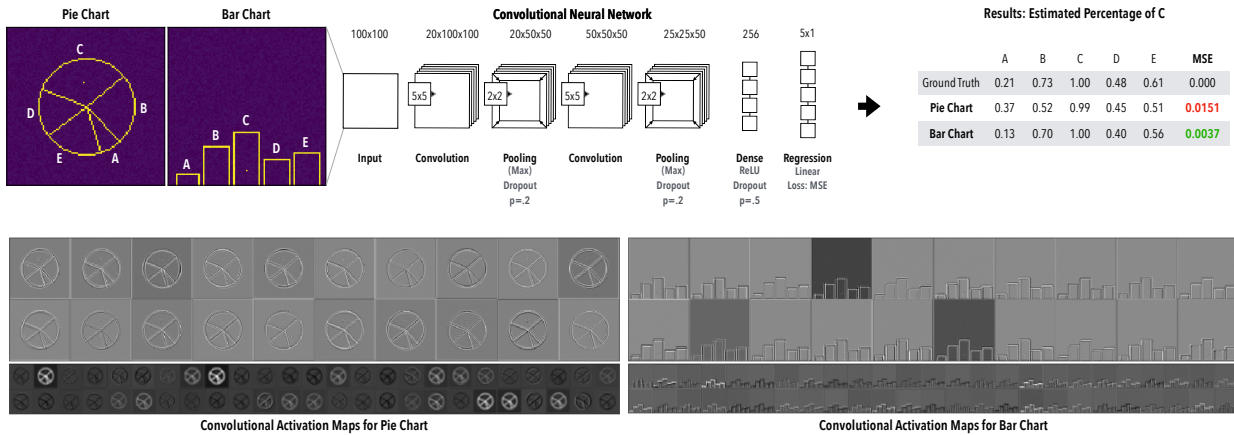 Pie Chart
Bar Chart
Convolutional Neural Network
Results: Estimated Percentage of C
100x100
20x100x100
20x50x50
50x50x50
25x25x50
256
5x1
C
B
D
E
A
C
B
E
D
A
5x5
2x2
5x5
2x2
Input
Convolution
Pooling
(Max)
Dropout
p=.2
Convolution
Pooling
(Max)
Dropout
p=.2
Dense
ReLU
Dropout
p=.5
Regression
Linear
Loss: MSE
A B C D E MSE
Ground Truth 0.21 0.73 1.00 0.48 0.61 0.000
Pie Chart 0.37 0.52 0.99 0.45 0.51 0.0151
Bar Chart 0.13 0.70 1.00 0.40 0.56 0.0037
Convolutional Activation Maps for Pie Chart
Convolutional Activation Maps for Bar Chart